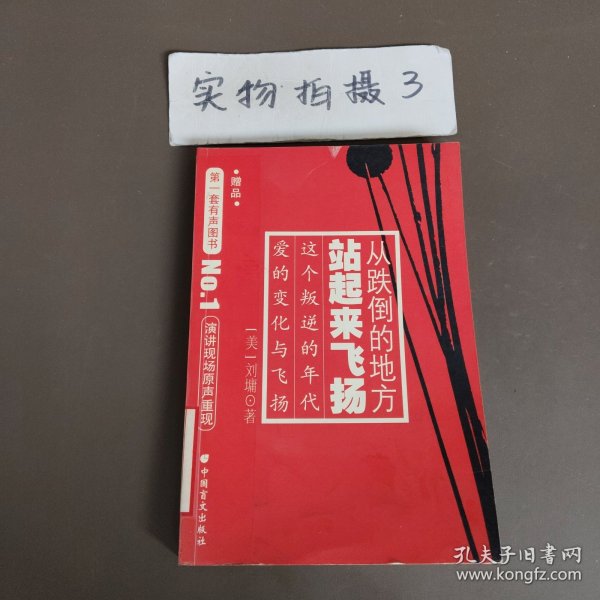 实物拍摄3
·赠品·
第一套有声图书
No.1
演讲现场原声重现
从跌倒的地方
站起来飞扬
这个叛逆的年代
爱的变化与飞扬
[美]刘墉⊙著
中国盲文出版社
孔夫子旧书网
www.kongfz.com